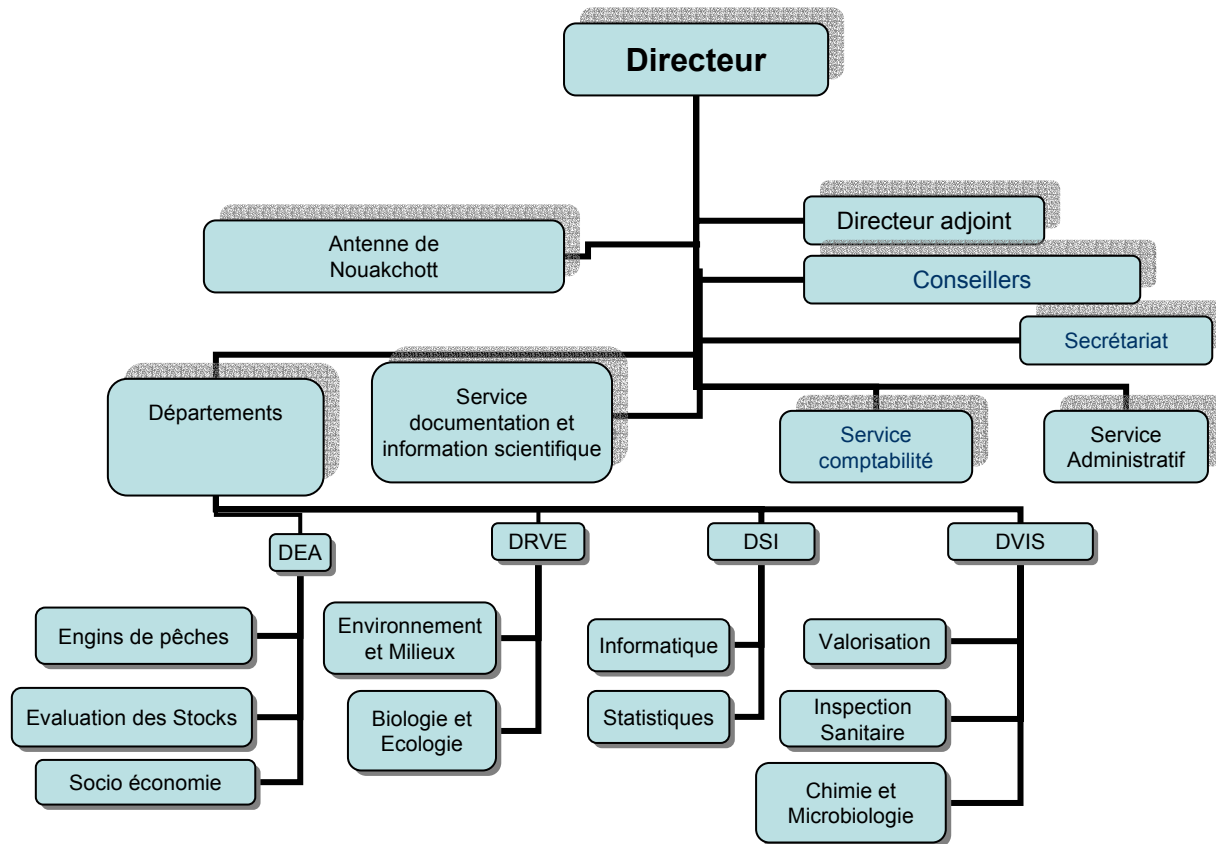 Directeur
Antenne de
Nouakchott
Directeur adjoint
Conseillers
Secrétariat
Départements
Service
documentation et
information scientifique
Service
comptabilité
Service
Administratif
DEA
DRVE
DSI
DVIS
Engins de pêches
Environnement
et Milieux
Informatique
Valorisation
Evaluation des Stocks
Biologie et
Ecologie
Statistiques
Inspection
Sanitaire
Socio économie
Chimie et
Microbiologie